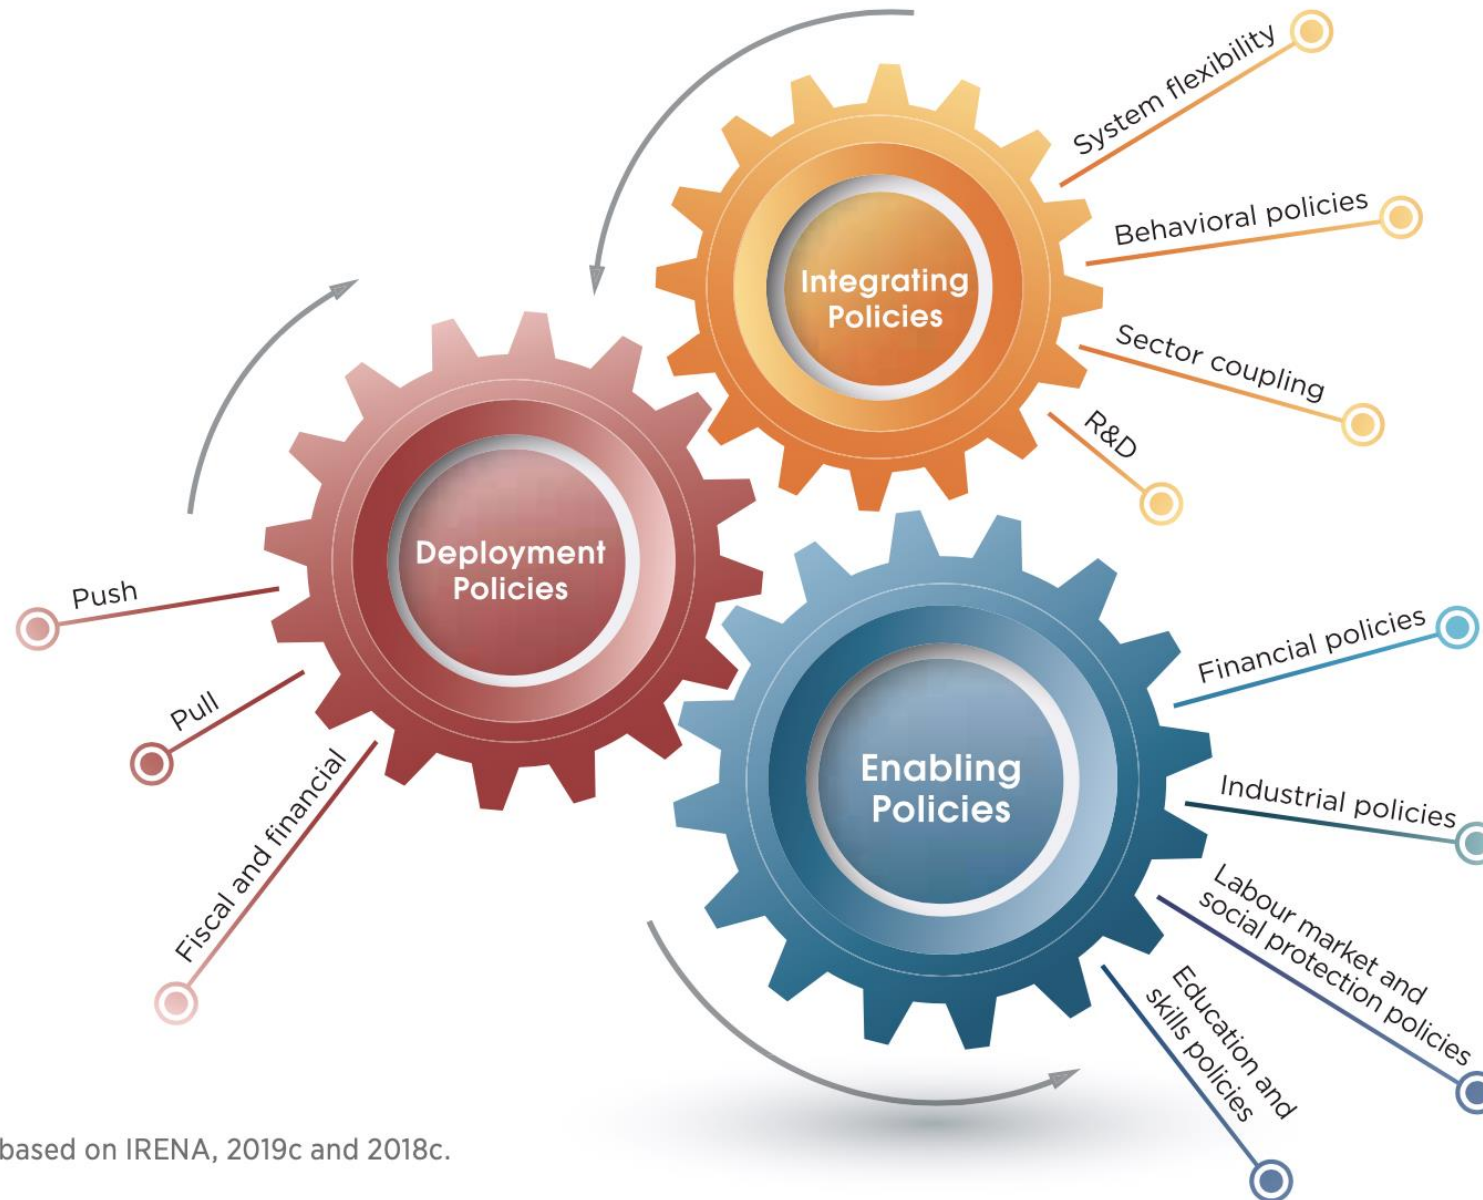 System flexibility
Behavioral policies
Sector coupling
R&D
Integrating
Policies
Deployment
Policies
Push
Pull
Fiscal and financial
Enabling
Policies
Financial policies
Industrial policies
Labour market and
social protection policies
Education and
skills policies
based on IRENA, 2019c and 2018c.